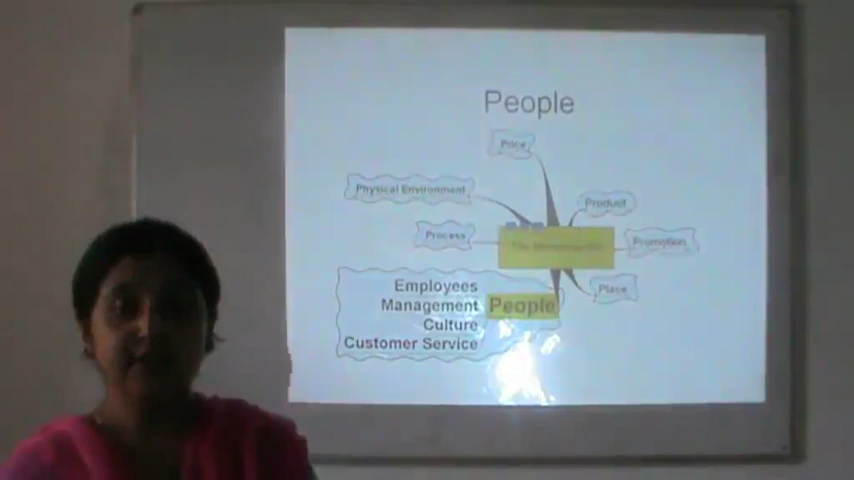 People
Price
Physical Environment
Product
Process
Promotion
Place
Employees
Management
Culture
Customer Service
People